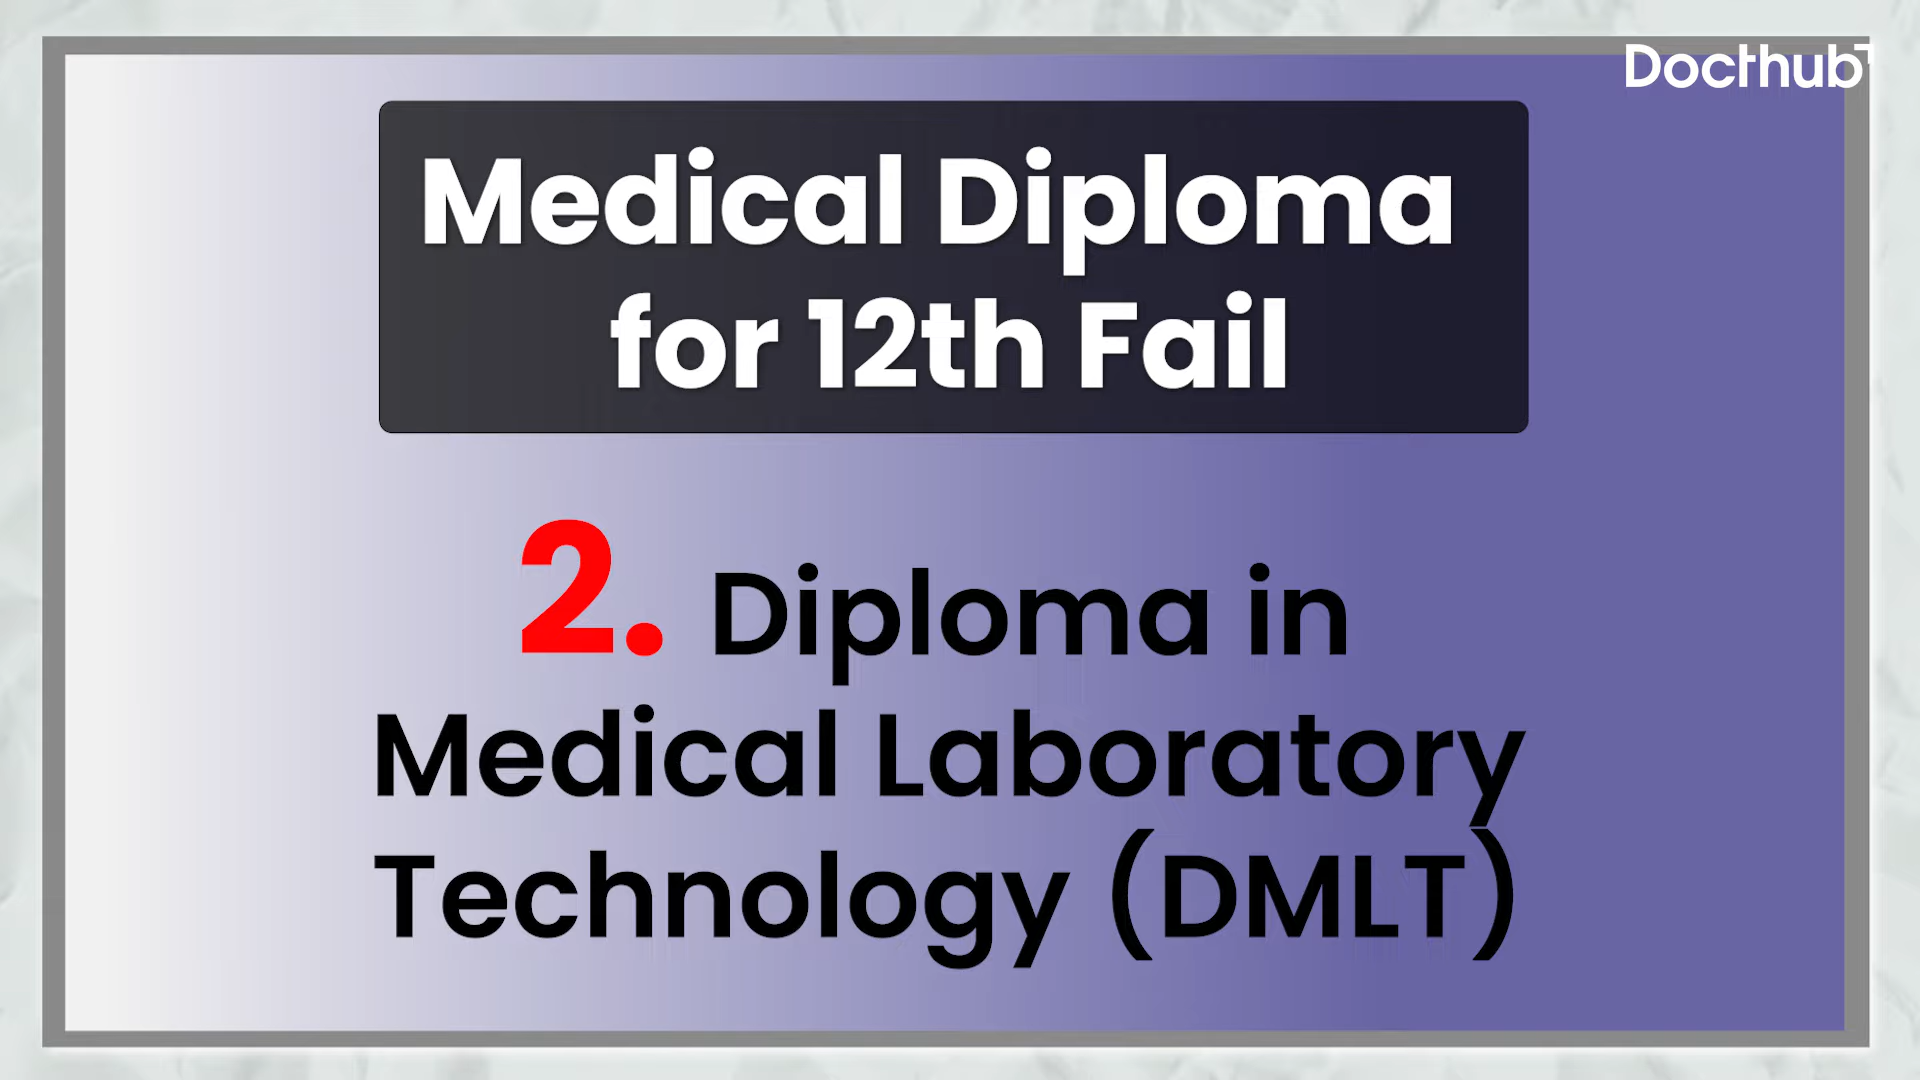 Docthub
Medical Diploma
for 12th Fail
2. Diploma in
Medical Laboratory
Technology (DMLT)